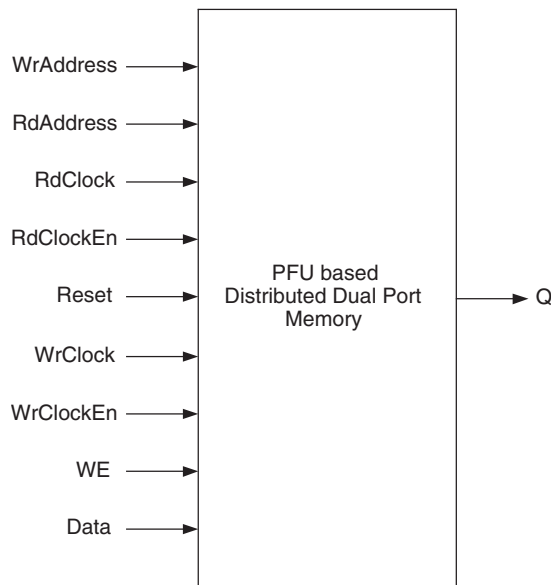 WrAddress
RdAddress
RdClock
RdClockEn
Reset
WrClock
WrClockEn
WE
Data
PFU based
Distributed Dual Port
Memory
Q